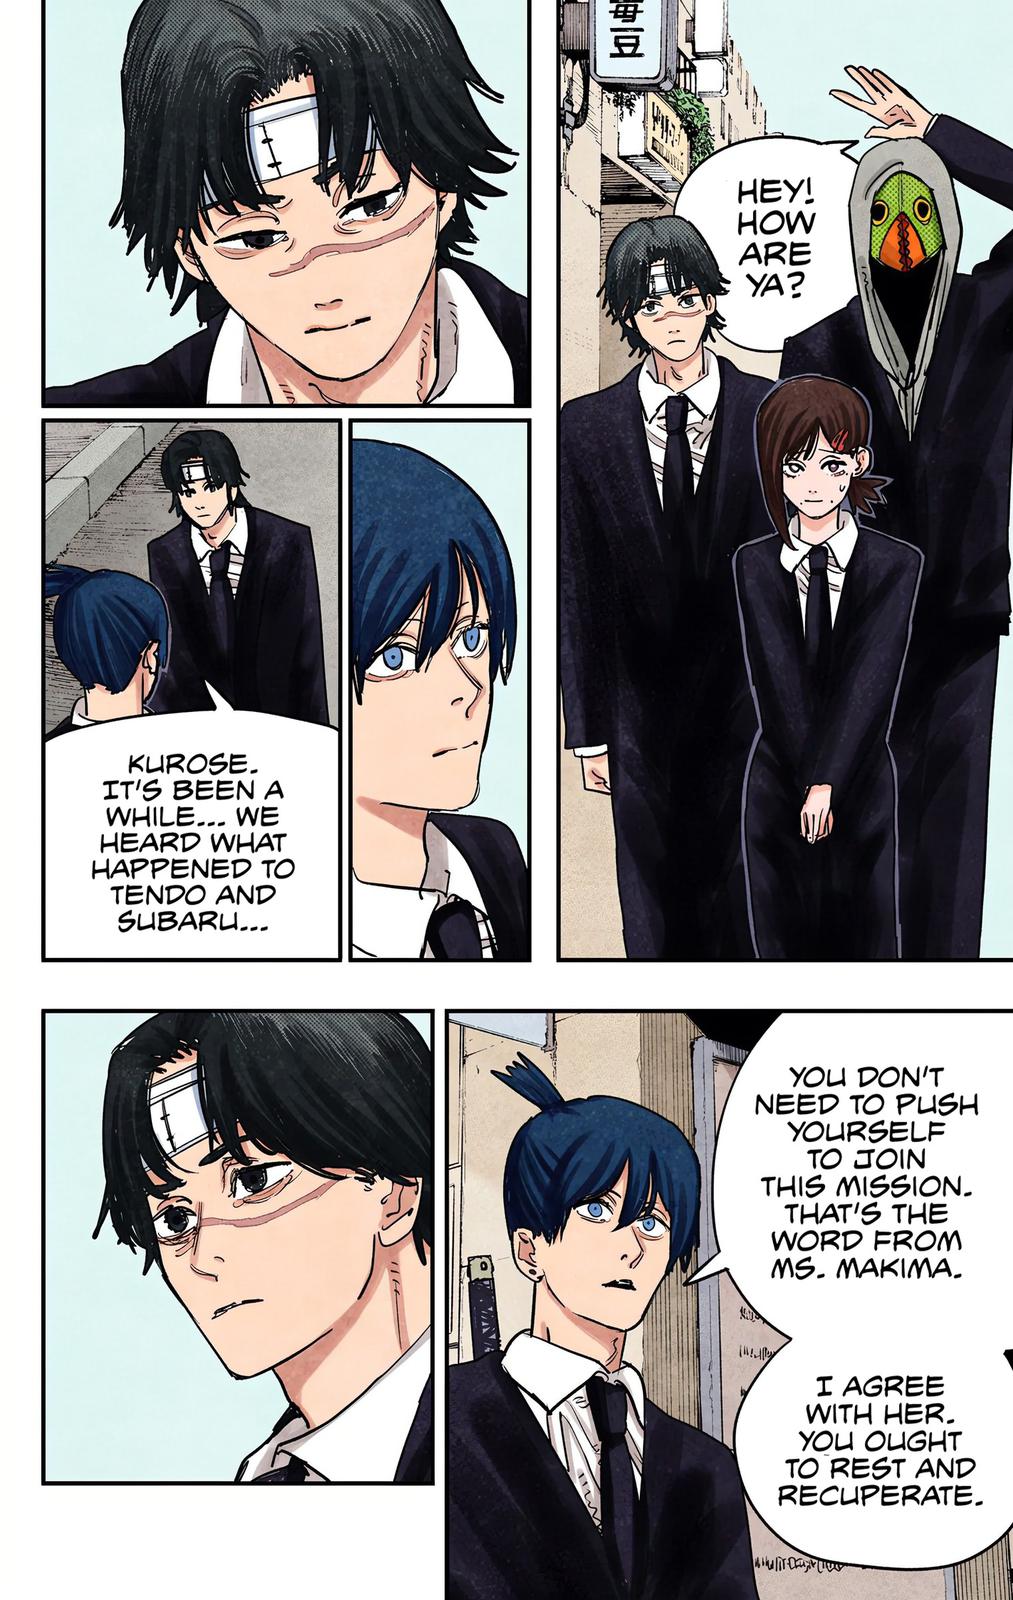 毎
豆
HEY!
HOW
ARE
YA?
KUROSE.
IT'S BEEN A
WHILE... WE
HEARD WHAT
HAPPENED TO
TENDO AND
SUBARU...
YOU DON'T
NEED TO PUSH
YOURSELF
TO JOIN
THIS MISSION.
THAT'S THE
WORD FROM
MS. MAKIMA.
I AGREE
WITH HER.
YOU OUGHT
TO REST AND
RECUPERATE.